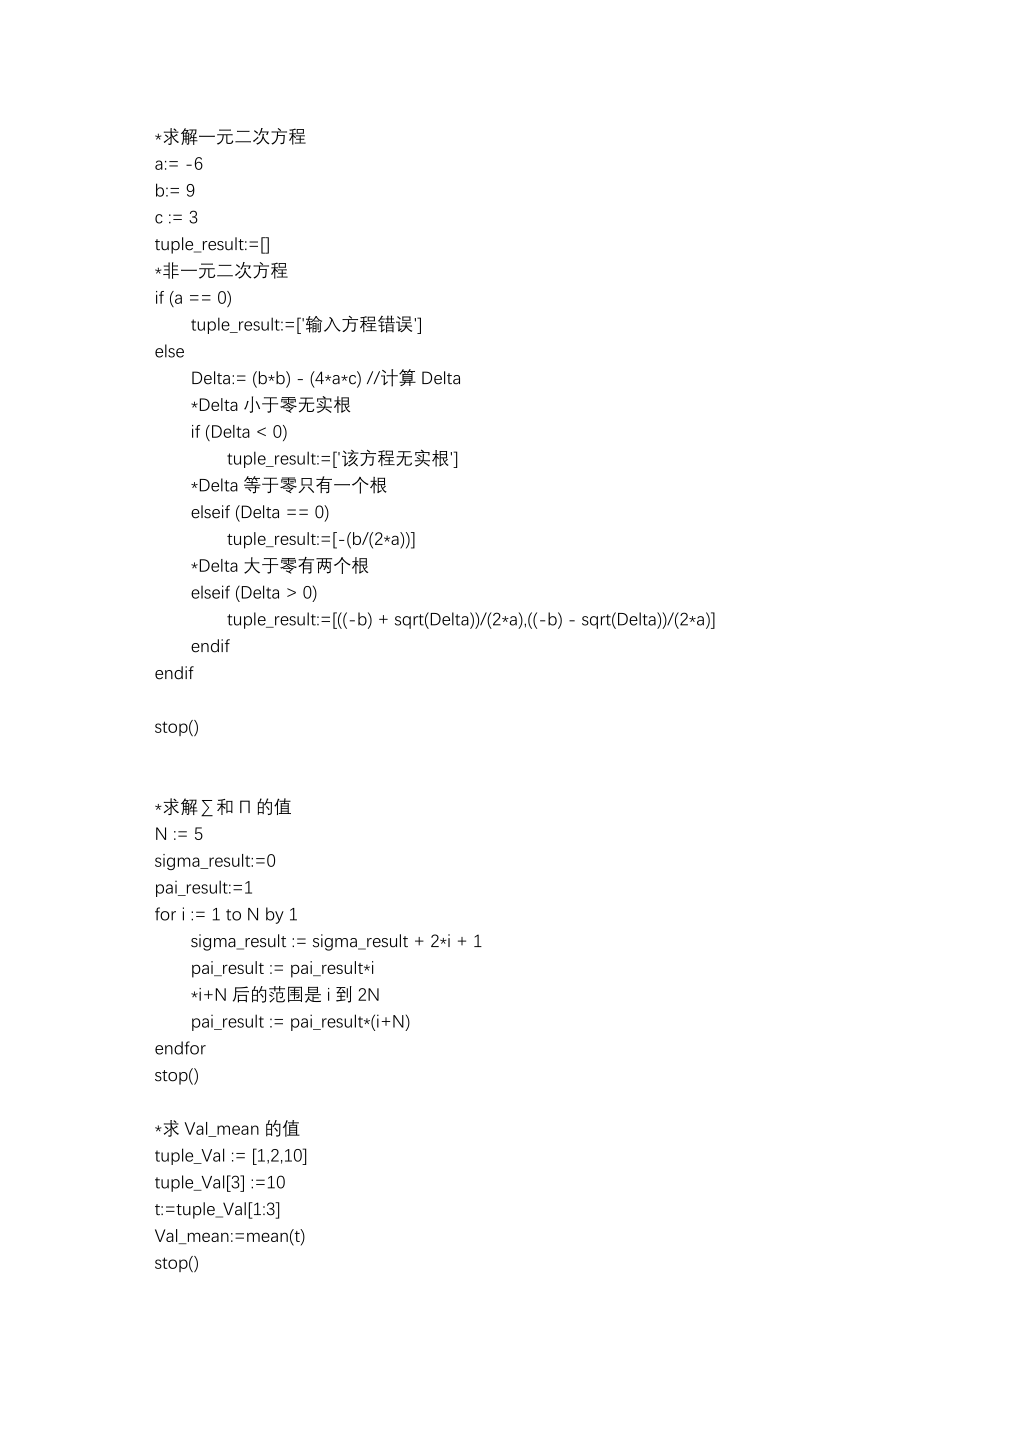 *求解一元二次方程
a:= -6
b:= 9
c := 3
tuple_result:=[]
*非一元二次方程
if (a == 0)
tuple_result:=['输入方程错误']
else
Delta:= (b*b) - (4*a*c) //计算 Delta
*Delta 小于零无实根
if (Delta < 0)
tuple_result:=['该方程无实根']
*Delta 等于零只有一个根
elseif (Delta == 0)
tuple_result:=[-(b/(2*a))]
*Delta 大于零有两个根
elseif (Delta > 0)
tuple_result:=[((-b) + sqrt(Delta))/(2*a),((-b) - sqrt(Delta))/(2*a)]
endif
endif
stop()
*求解∑和 Π 的值
N := 5
sigma_result:=0
pai_result:=1
for i := 1 to N by 1
sigma_result := sigma_result + 2*i + 1
pai_result := pai_result*i
*i+N 后的范围是 i 到 2N
pai_result := pai_result*(i+N)
endfor
stop()
*求 Val_mean 的值
tuple_Val := [1,2,10]
tuple_Val[3] :=10
t:=tuple_Val[1:3]
Val_mean:=mean(t)
stop()